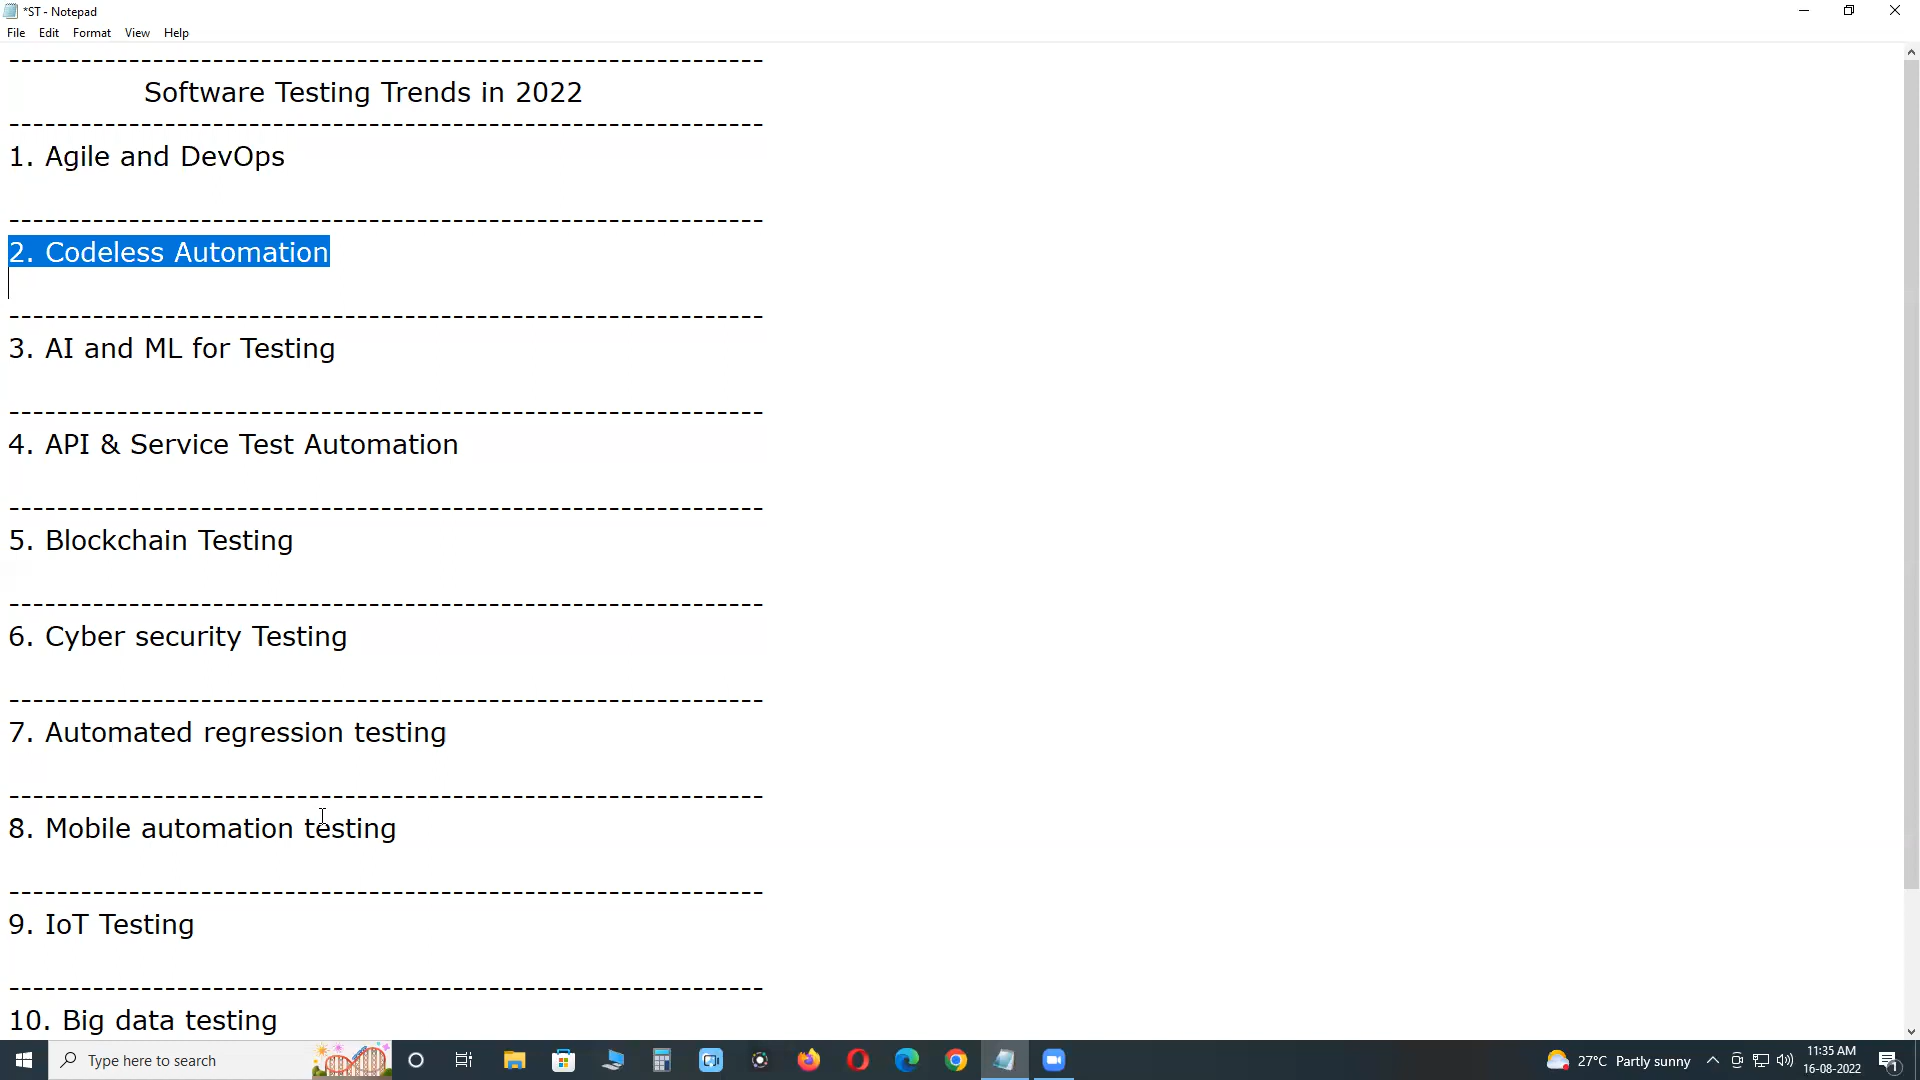 *ST - Notepad
File Edit Format View Help
---------------------------------------------------------------
Software Testing Trends in 2022
---------------------------------------------------------------
1. Agile and DevOps
---------------------------------------------------------------
2. Codeless Automation
---------------------------------------------------------------
3. AI and ML for Testing
---------------------------------------------------------------
4. API & Service Test Automation
---------------------------------------------------------------
5. Blockchain Testing
---------------------------------------------------------------
6. Cyber security Testing
---------------------------------------------------------------
7. Automated regression testing
---------------------------------------------------------------
8. Mobile automation testing
---------------------------------------------------------------
9. IoT Testing
---------------------------------------------------------------
10. Big data testing
Type here to search
27°C Partly sunny
11:35 AM
16-08-2022
1